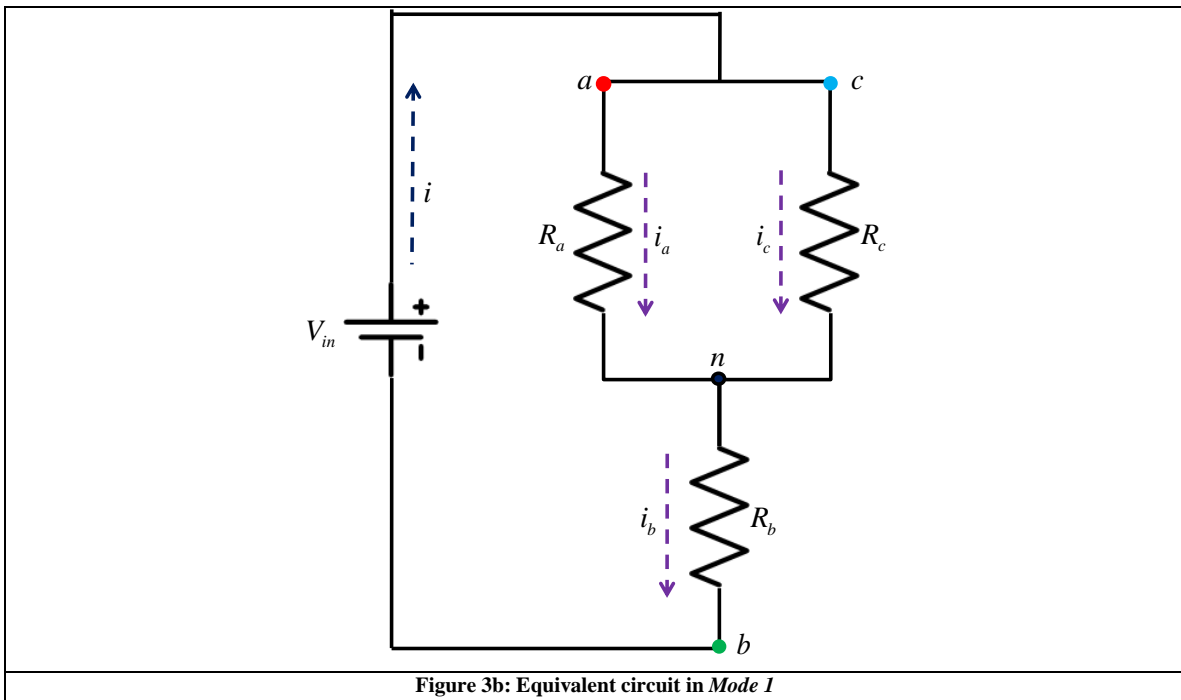 a
c
i
R_a
i_a
i_c
R_c
+
V_in
−
n
i_b
R_b
b
Figure 3b: Equivalent circuit in Mode 1